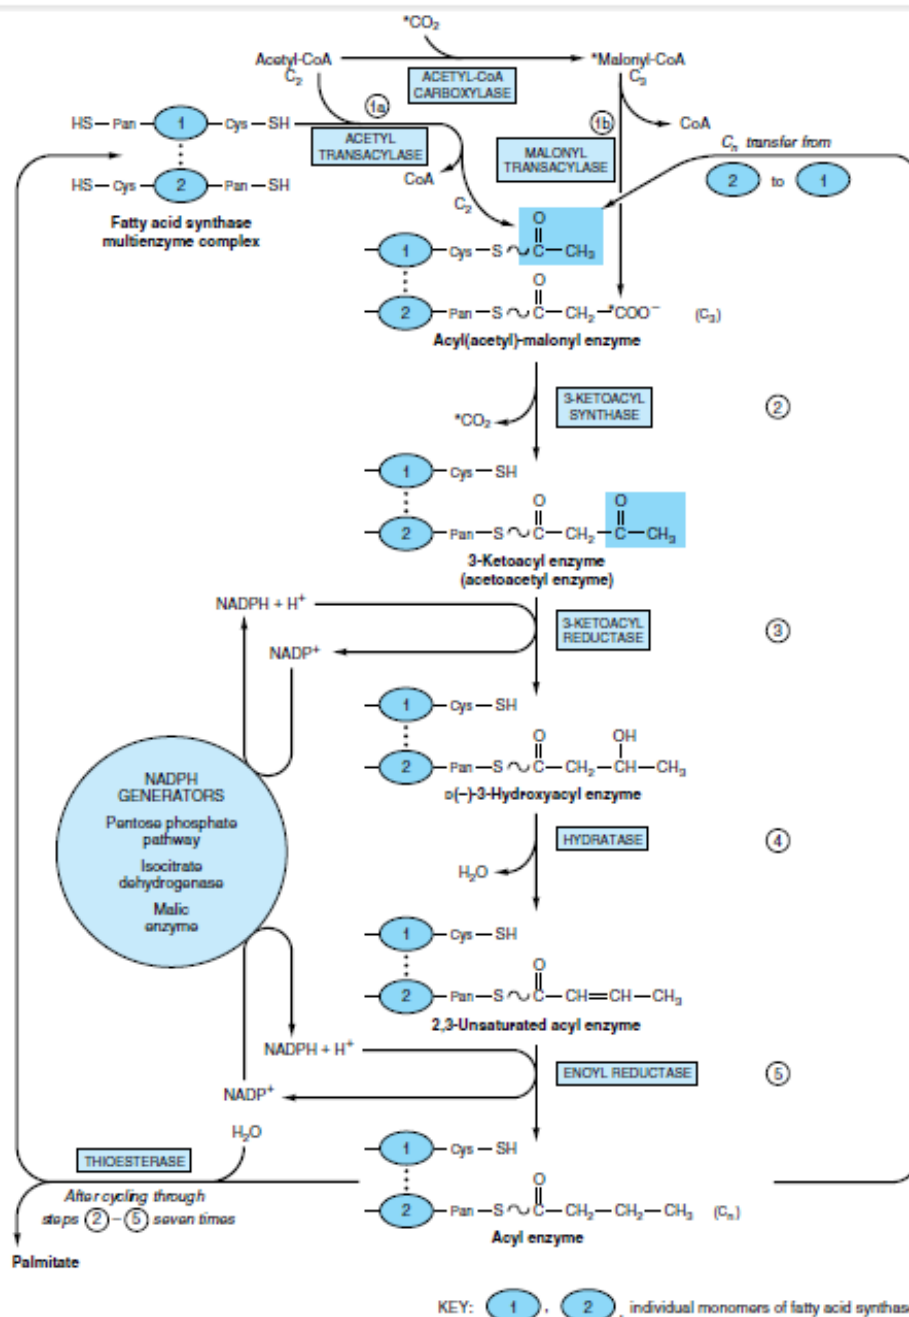 *CO₂
Acetyl-CoA
C₂
*Malonyl-CoA
C₃
ACETYL-CoA
CARBOXYLASE
1a
HS—Pan—1—Cys—SH
ACETYL
TRANSACYLASE
CoA
1b
MALONYL
TRANSACYLASE
CoA
Cₙ transfer from
2 to 1
HS—Cys—2—Pan—SH
Fatty acid synthase
multienzyme complex
C₂
O
1—Cys—S～C—CH₃
O
2—Pan—S～C—CH₂—*COO⁻ (C₃)
Acyl(acetyl)-malonyl enzyme
3-KETOACYL
SYNTHASE
2
*CO₂
1—Cys—SH
O O
2—Pan—S～C—CH₂—C—CH₃
3-Ketoacyl enzyme
(acetoacetyl enzyme)
NADPH + H⁺
3-KETOACYL
REDUCTASE
3
NADP⁺
1—Cys—SH
O OH
2—Pan—S～C—CH₂—CH—CH₃
D(–)-3-Hydroxyacyl enzyme
NADPH
GENERATORS
Pentose phosphate
pathway
Isocitrate
dehydrogenase
Malic
enzyme
HYDRATASE
4
H₂O
1—Cys—SH
O
2—Pan—S～C—CH=CH—CH₃
2,3-Unsaturated acyl enzyme
NADPH + H⁺
ENOYL REDUCTASE
5
NADP⁺
H₂O
THIOESTERASE
1—Cys—SH
After cycling through
steps 2–5 seven times
O
2—Pan—S～C—CH₂—CH₂—CH₃ (Cₙ)
Acyl enzyme
Palmitate
KEY: 1, 2, individual monomers of fatty acid synthase